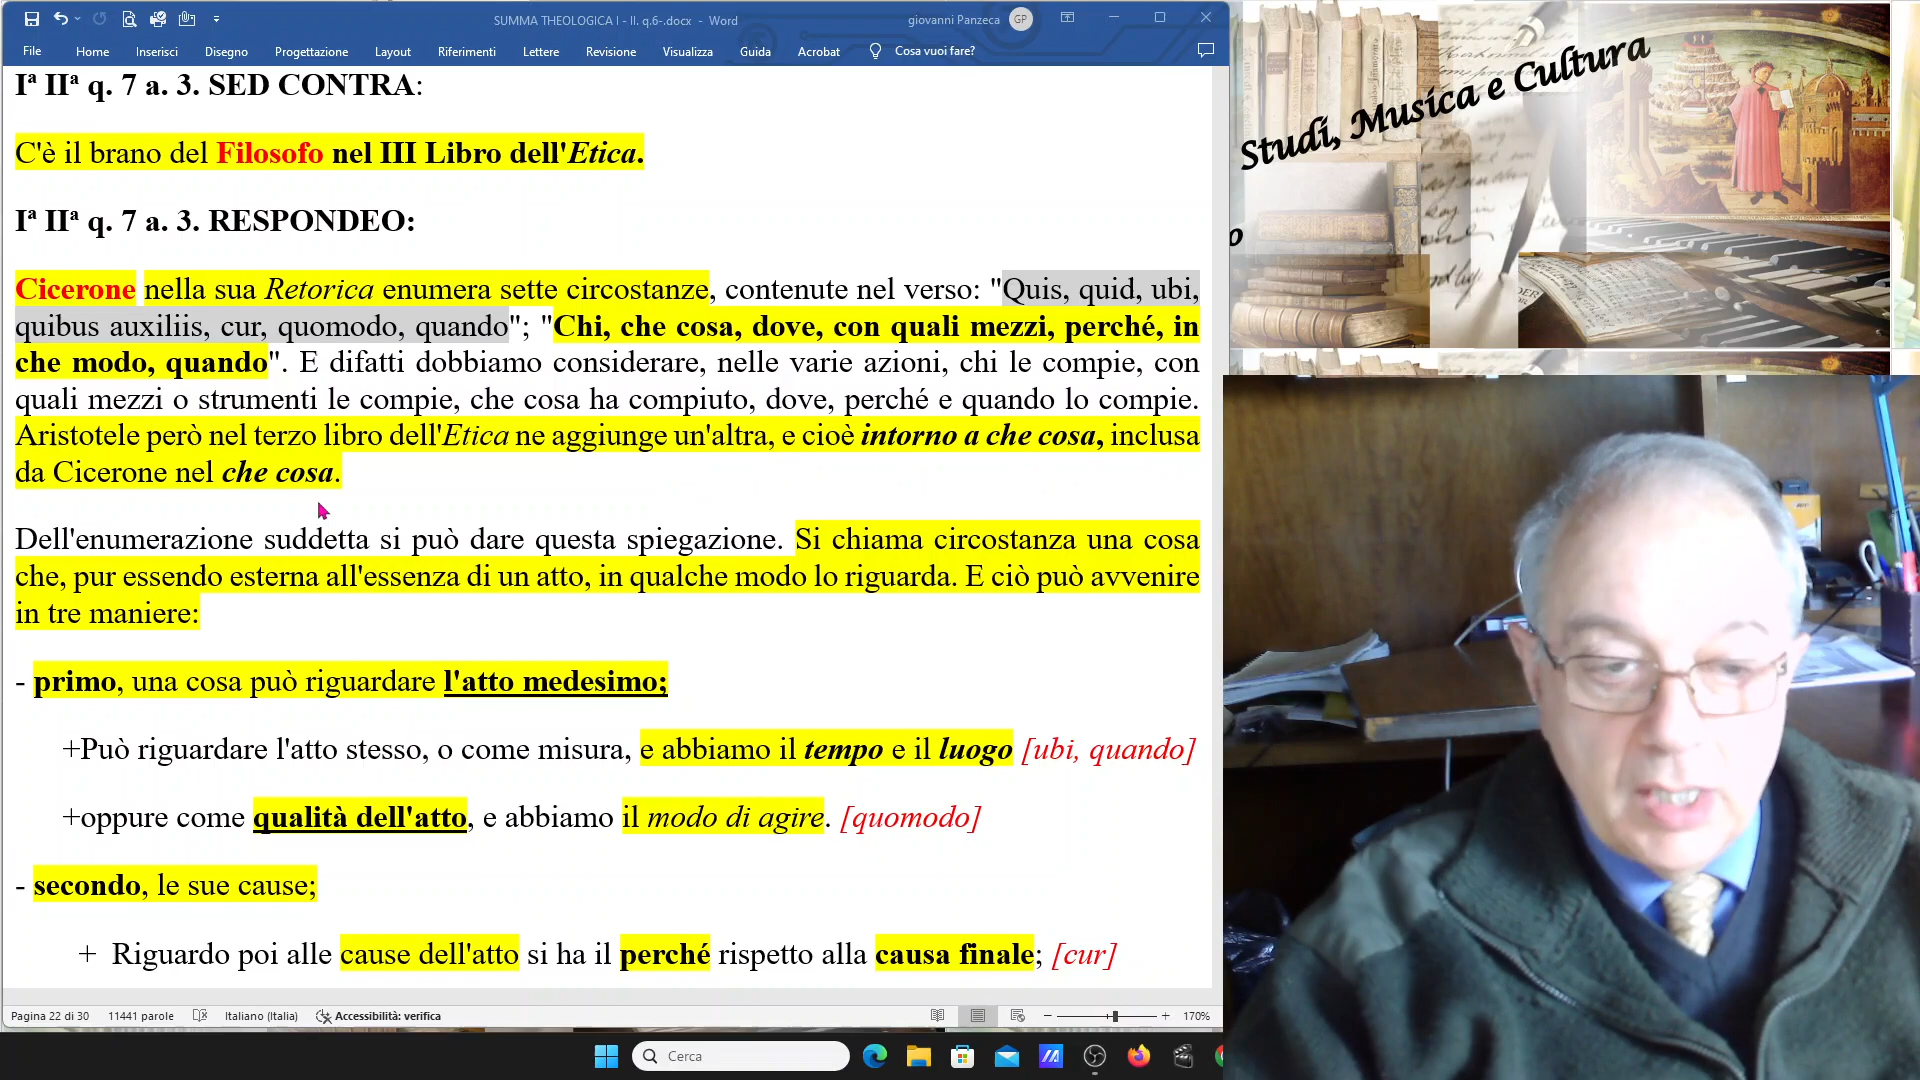 SUMMA THEOLOGICA I - II. q.6-.docx - Word
giovanni Panzeca GP
File Home Inserisci Disegno Progettazione Layout Riferimenti Lettere Revisione Visualizza Guida Acrobat Cosa vuoi fare?
Iª IIª q. 7 a. 3. SED CONTRA:
C'è il brano del Filosofo nel III Libro dell'Etica.
Iª IIª q. 7 a. 3. RESPONDEO:
Cicerone nella sua Retorica enumera sette circostanze, contenute nel verso: "Quis, quid, ubi,
quibus auxiliis, cur, quomodo, quando"; "Chi, che cosa, dove, con quali mezzi, perché, in
che modo, quando". E difatti dobbiamo considerare, nelle varie azioni, chi le compie, con
quali mezzi o strumenti le compie, che cosa ha compiuto, dove, perché e quando lo compie.
Aristotele però nel terzo libro dell'Etica ne aggiunge un'altra, e cioè intorno a che cosa, inclusa
da Cicerone nel che cosa.
Dell'enumerazione suddetta si può dare questa spiegazione. Si chiama circostanza una cosa
che, pur essendo esterna all'essenza di un atto, in qualche modo lo riguarda. E ciò può avvenire
in tre maniere:
- primo, una cosa può riguardare l'atto medesimo;
+Può riguardare l'atto stesso, o come misura, e abbiamo il tempo e il luogo [ubi, quando]
+oppure come qualità dell'atto, e abbiamo il modo di agire. [quomodo]
- secondo, le sue cause;
+ Riguardo poi alle cause dell'atto si ha il perché rispetto alla causa finale; [cur]
Pagina 22 di 30 11441 parole Italiano (Italia) Accessibilità: verifica 170%
Cerca
Studi, Musica e Cultura
o